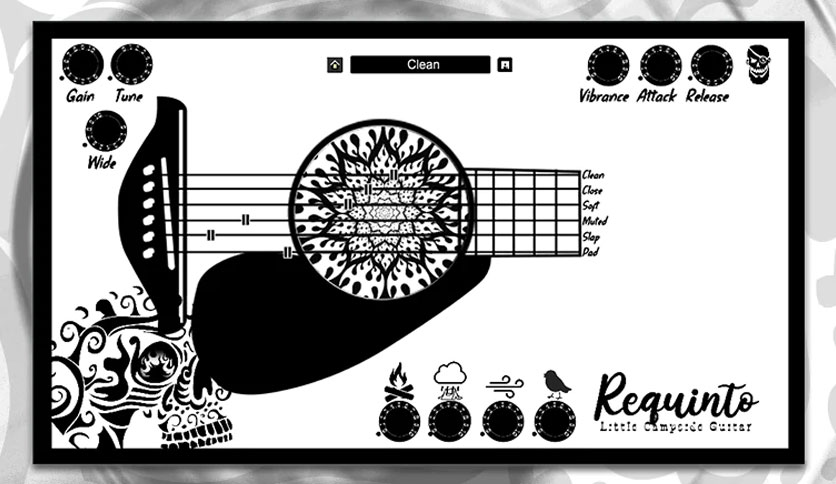 Clean
Gain Tune
Vibrance Attack Release
Wide
Clean
Close
Soft
Muted
Slap
Pad
Requinto
Little Campside Guitar